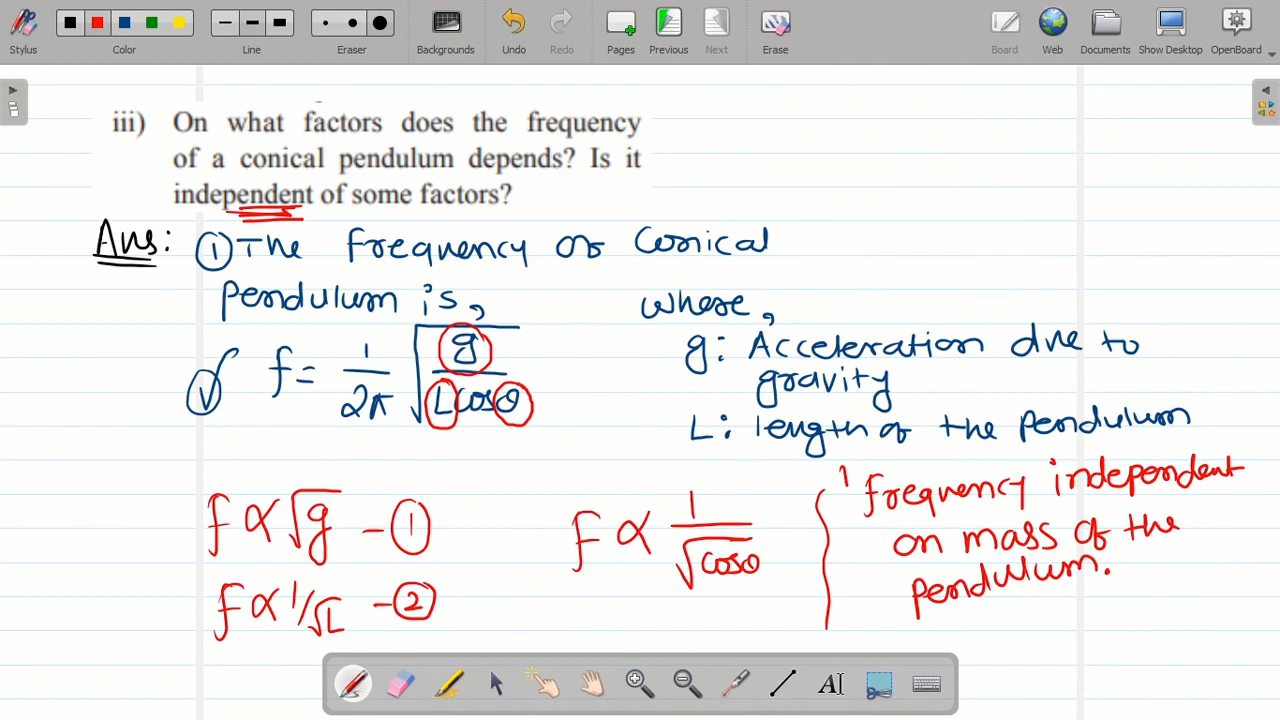 Stylus
Color
Line
Eraser
Backgrounds
Undo
Redo
Pages
Previous
Next
Erase
Board
Web
Documents
Show Desktop
OpenBoard
iii) On what factors does the frequency
of a conical pendulum depends? Is it
independent of some factors?
Ans: ① The frequency of Conical
pendulum is,
f = 1/2π √(g/(L cosθ))
where,
g: Acceleration due to
gravity
L: length of the pendulum
f ∝ √g - ①
f ∝ 1/√L - ②
f ∝ 1/√cosθ
' frequency independent
on mass of the
pendulum.